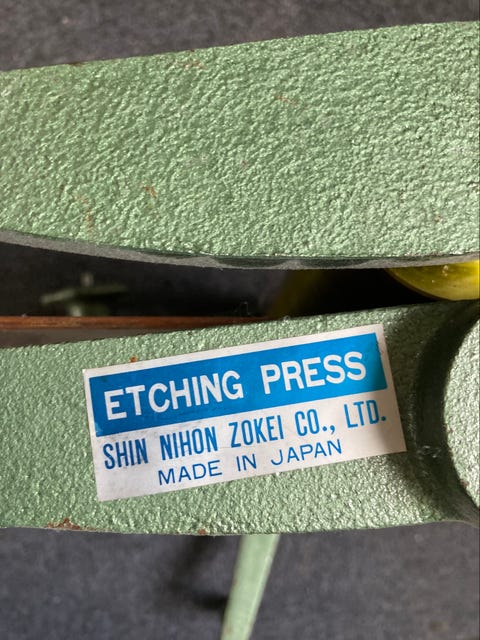 ETCHING PRESS
SHIN NIHON ZOKEI CO., LTD.
MADE IN JAPAN